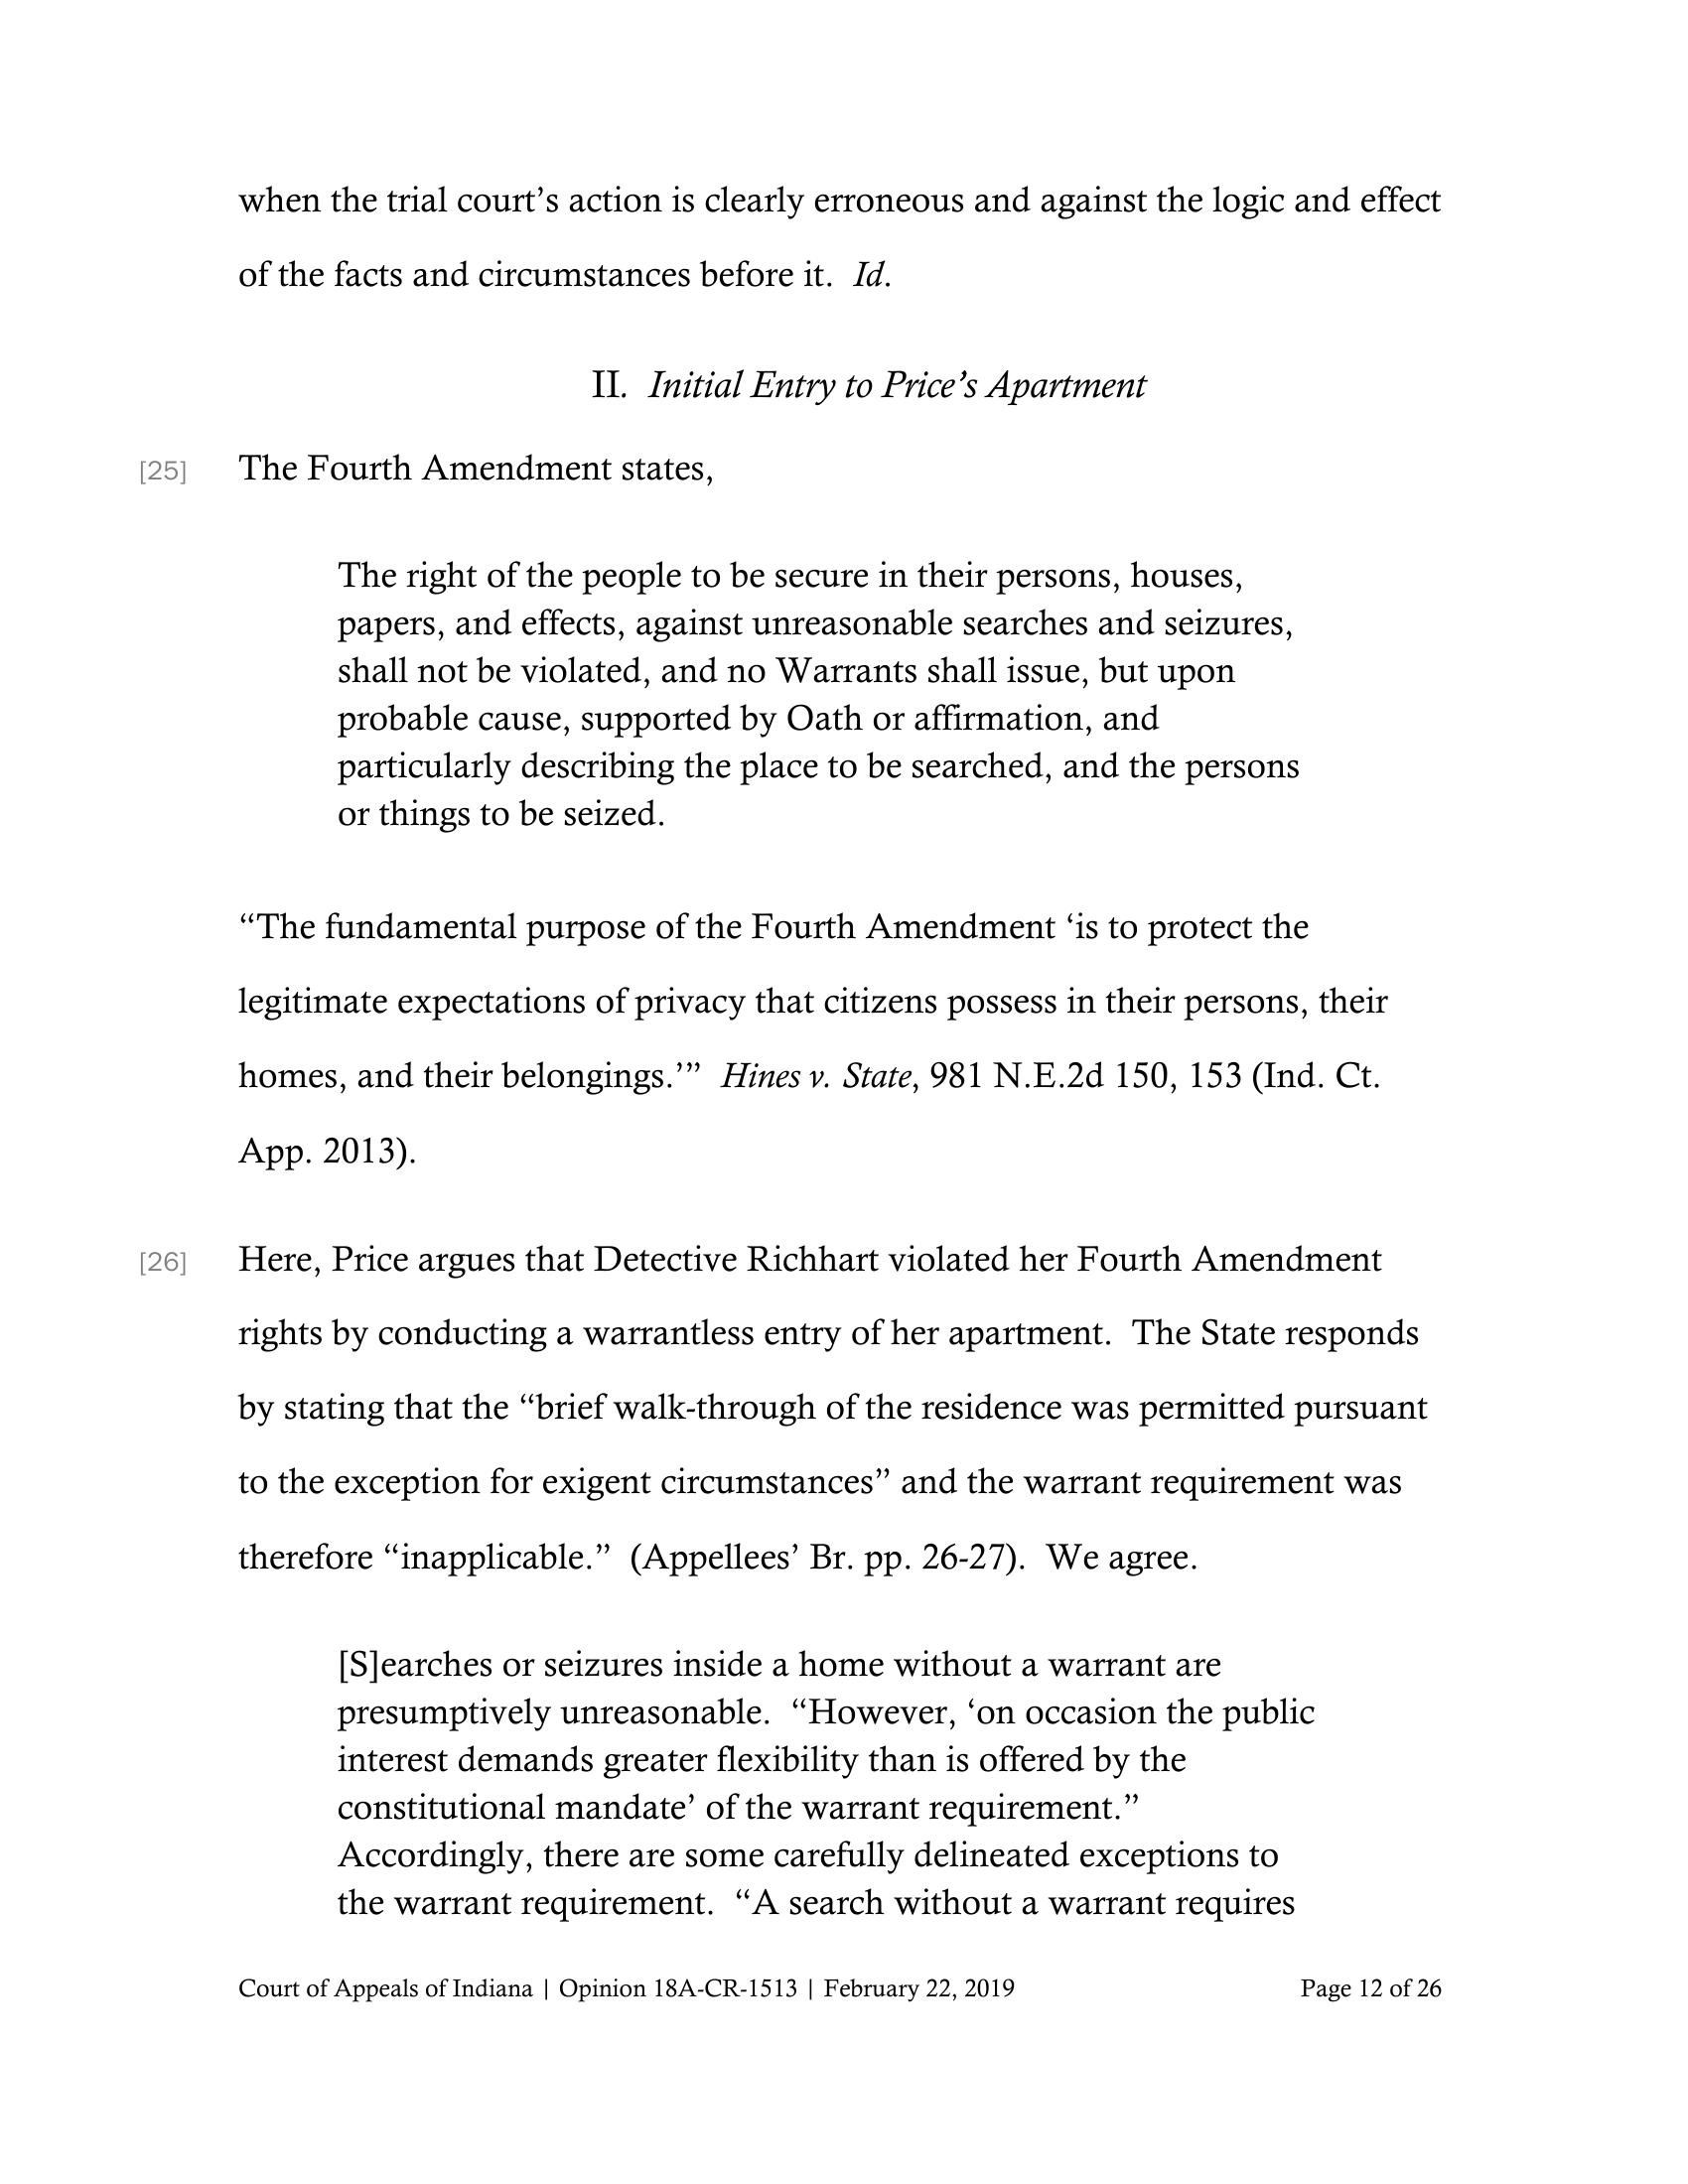 when the trial court’s action is clearly erroneous and against the logic and effect
of the facts and circumstances before it.  Id.
II.  Initial Entry to Price’s Apartment
[25] The Fourth Amendment states,
The right of the people to be secure in their persons, houses,
papers, and effects, against unreasonable searches and seizures,
shall not be violated, and no Warrants shall issue, but upon
probable cause, supported by Oath or affirmation, and
particularly describing the place to be searched, and the persons
or things to be seized.
“The fundamental purpose of the Fourth Amendment ‘is to protect the
legitimate expectations of privacy that citizens possess in their persons, their
homes, and their belongings.’”  Hines v. State, 981 N.E.2d 150, 153 (Ind. Ct.
App. 2013).
[26] Here, Price argues that Detective Richhart violated her Fourth Amendment
rights by conducting a warrantless entry of her apartment.  The State responds
by stating that the “brief walk-through of the residence was permitted pursuant
to the exception for exigent circumstances” and the warrant requirement was
therefore “inapplicable.”  (Appellees’ Br. pp. 26-27).  We agree.
[S]earches or seizures inside a home without a warrant are
presumptively unreasonable.  “However, ‘on occasion the public
interest demands greater flexibility than is offered by the
constitutional mandate’ of the warrant requirement.”
Accordingly, there are some carefully delineated exceptions to
the warrant requirement.  “A search without a warrant requires
Court of Appeals of Indiana | Opinion 18A-CR-1513 | February 22, 2019 Page 12 of 26